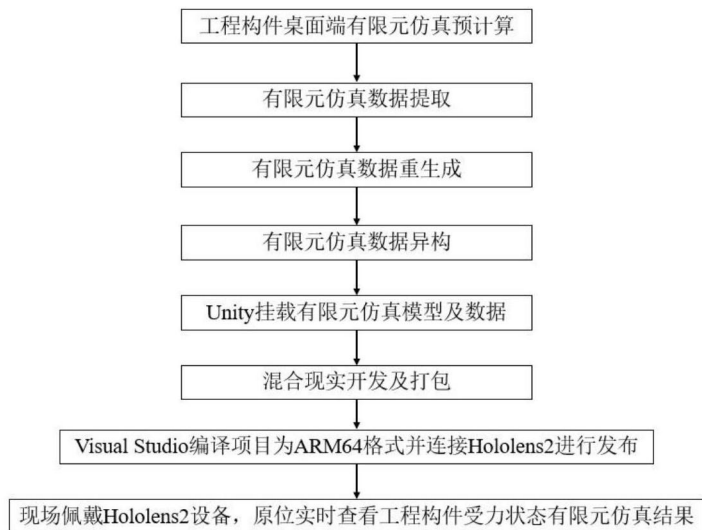 工程构件桌面端有限元仿真预计算
有限元仿真数据提取
有限元仿真数据重生成
有限元仿真数据异构
Unity挂载有限元仿真模型及数据
混合现实开发及打包
Visual Studio编译项目为ARM64格式并连接Hololens2进行发布
现场佩戴Hololens2设备，原位实时查看工程构件受力状态有限元仿真结果